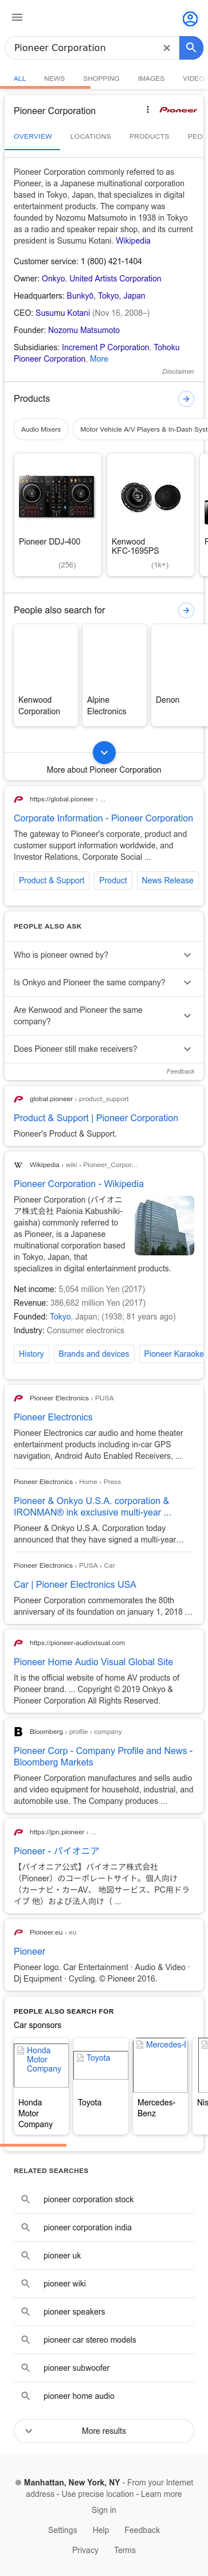 Pioneer Corporation
ALL NEWS SHOPPING IMAGES VIDEOS
Pioneer Corporation
Pioneer
OVERVIEW LOCATIONS PRODUCTS PEO
Pioneer Corporation commonly referred to as
Pioneer, is a Japanese multinational corporation
based in Tokyo, Japan, that specializes in digital
entertainment products. The company was
founded by Nozomu Matsumoto in 1938 in Tokyo
as a radio and speaker repair shop, and its current
president is Susumu Kotani. Wikipedia
Customer service: 1 (800) 421-1404
Owner: Onkyo, United Artists Corporation
Headquarters: Bunkyō, Tokyo, Japan
CEO: Susumu Kotani (Nov 16, 2008–)
Founder: Nozomu Matsumoto
Subsidiaries: Increment P Corporation, Tohoku
Pioneer Corporation, More
Disclaimer
Products
Audio Mixers Motor Vehicle A/V Players & In-Dash Syst
Pioneer DDJ-400
(256)
Kenwood
KFC-1695PS
(1k+)
People also search for
Kenwood
Corporation
Alpine
Electronics
Denon
More about Pioneer Corporation
https://global.pioneer › ...
Corporate Information - Pioneer Corporation
The gateway to Pioneer's corporate, product and
customer support information worldwide, and
Investor Relations, Corporate Social ...
Product & Support Product News Release
PEOPLE ALSO ASK
Who is pioneer owned by?
Is Onkyo and Pioneer the same company?
Are Kenwood and Pioneer the same
company?
Does Pioneer still make receivers?
Feedback
global.pioneer › product_support
Product & Support | Pioneer Corporation
Pioneer's Product & Support.
Wikipedia › wiki › Pioneer_Corpor...
Pioneer Corporation - Wikipedia
Pioneer Corporation (パイオニ
ア株式会社 Paionia Kabushiki-
gaisha) commonly referred to
as Pioneer, is a Japanese
multinational corporation based
in Tokyo, Japan, that
specializes in digital entertainment products.
Net income: 5,054 million Yen (2017)
Revenue: 386,682 million Yen (2017)
Founded: Tokyo, Japan; (1938; 81 years ago)
Industry: Consumer electronics
History Brands and devices Pioneer Karaoke
Pioneer Electronics › PUSA
Pioneer Electronics
Pioneer Electronics car audio and home theater
entertainment products including in-car GPS
navigation, Android Auto Enabled Receivers, ...
Pioneer Electronics › Home › Press
Pioneer & Onkyo U.S.A. corporation &
IRONMAN® ink exclusive multi-year ...
Pioneer & Onkyo U.S.A. Corporation today
announced that they have signed a multi-year…
Pioneer Electronics › PUSA › Car
Car | Pioneer Electronics USA
Pioneer Corporation commemorates the 80th
anniversary of its foundation on january 1, 2018 …
https://pioneer-audiovisual.com
Pioneer Home Audio Visual Global Site
It is the official website of home AV products of
Pioneer brand. ... Copyright © 2019 Onkyo &
Pioneer Corporation All Rights Reserved.
Bloomberg › profile › company
Pioneer Corp - Company Profile and News -
Bloomberg Markets
Pioneer Corporation manufactures and sells audio
and video equipment for household, industrial, and
automobile use. The Company produces ...
https://jpn.pioneer › ...
Pioneer - パイオニア
【パイオニア公式】パイオニア株式会社
（Pioneer）のコーポレートサイト。個人向け
（カーナビ・カーAV、 地図サービス、PC用ドラ
イブ 他）および法人向け（ ...
Pioneer.eu › eu
Pioneer
Pioneer logo. Car Entertainment · Audio & Video ·
Dj Equipment · Cycling. © Pioneer 2016.
PEOPLE ALSO SEARCH FOR
Car sponsors
Honda
Motor
Company
Toyota
Mercedes-I
Honda
Motor
Company
Toyota
Mercedes-
Benz
Nis
RELATED SEARCHES
pioneer corporation stock
pioneer corporation india
pioneer uk
pioneer wiki
pioneer speakers
pioneer car stereo models
pioneer subwoofer
pioneer home audio
More results
Manhattan, New York, NY - From your Internet
address - Use precise location - Learn more
Sign in
Settings Help Feedback
Privacy Terms